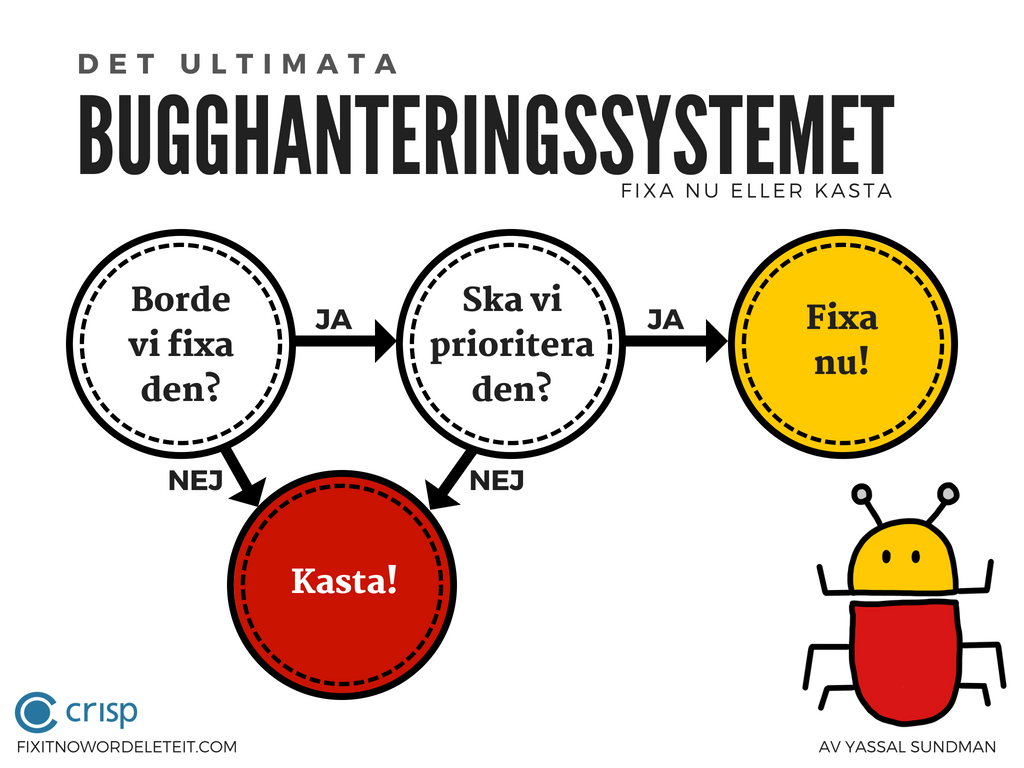 DET ULTIMATA
BUGGHANTERINGSSYSTEMET
FIXA NU ELLER KASTA
Borde
vi fixa
den?
JA
Ska vi
prioritera
den?
JA
Fixa
nu!
NEJ
NEJ
Kasta!
crisp
FIXITNOWORDELETEIT.COM
AV YASSAL SUNDMAN